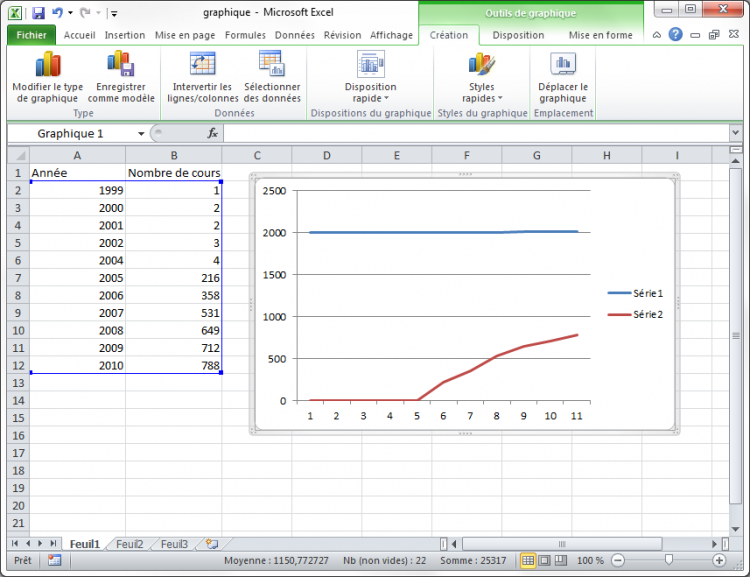 graphique - Microsoft Excel
Outils de graphique
Fichier Accueil Insertion Mise en page Formules Données Révision Affichage Création Disposition Mise en forme
Modifier le type de graphique
Enregistrer comme modèle
Intervertir les lignes/colonnes
Sélectionner des données
Disposition rapide
Styles rapides
Déplacer le graphique
Type Données Dispositions du graphique Styles du graphique Emplacement
Graphique 1 fx
A B C D E F G H I
1 Année Nombre de cours
2 1999 1
3 2000 2
4 2001 2
5 2002 3
6 2004 4
7 2005 216
8 2006 358
9 2007 531
10 2008 649
11 2009 712
12 2010 788
13
14
15
16
17
18
19
20
21
2500
2000
1500
1000
500
0
1 2 3 4 5 6 7 8 9 10 11
Série1
Série2
Feuil1 Feuil2 Feuil3
Prêt Moyenne : 1150,772727 Nb (non vides) : 22 Somme : 25317 100 %